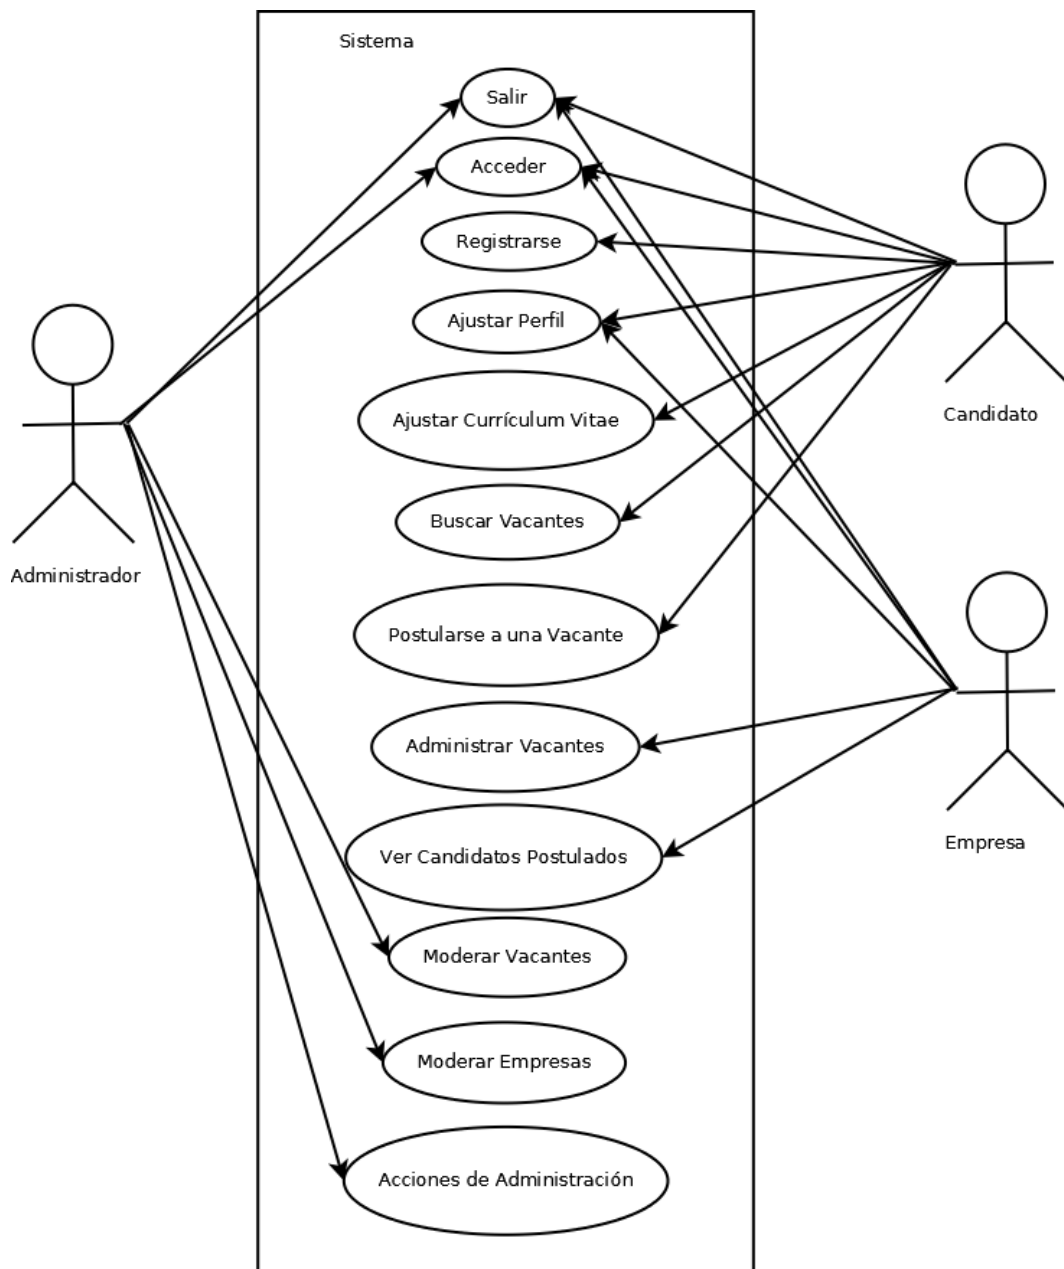 Sistema
Salir
Acceder
Registrarse
Ajustar Perfil
Ajustar Currículum Vitae
Candidato
Buscar Vacantes
Administrador
Postularse a una Vacante
Administrar Vacantes
Empresa
Ver Candidatos Postulados
Moderar Vacantes
Moderar Empresas
Acciones de Administración